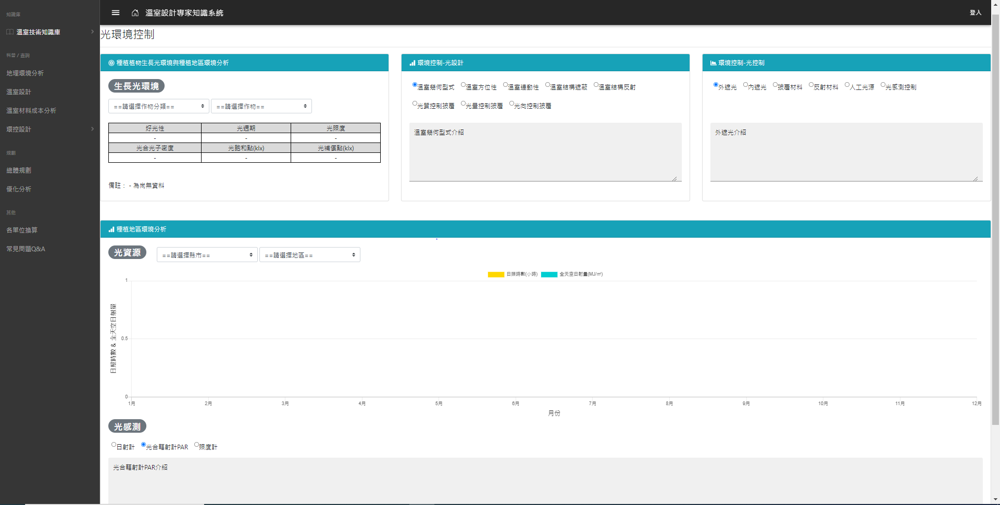 知識庫
溫室技術知識庫
科普 / 查詢
地理環境分析
溫室設計
溫室材料成本分析
環控設計
規劃
總體規劃
優化分析
其他
各單位換算
常見問題Q&A
溫室設計專家知識系統
登入
光環境控制
種植植物生長光環境與種植地區環境分析
生長光環境
==請選擇作物分類== ==請選擇作物==
好光性 光週期 光照度
- - -
光合光子密度 光飽和點(klx) 光補償點(klx)
- - -
備註： - 為尚無資料
環境控制-光設計
溫室幾何型式 溫室方位性 溫室連動性 溫室結構遮蔽 溫室結構反射
光質控制披覆 光量控制披覆 光向控制披覆
溫室幾何型式介紹
環境控制-光控制
外遮光 內遮光 披覆材料 反射材料 人工光源 光感測控制
外遮光介紹
種植地區環境分析
光資源 ==請選擇縣市== ==請選擇地區==
日照時數(小時) 全天空日射量(MJ/㎡)
日照時數 & 全天空日射量
1
0.5
0
1月 2月 3月 4月 5月 6月 7月 8月 9月 10月 11月 12月
月份
光感測
日射計 光合輻射計PAR 照度計
光合輻射計PAR介紹